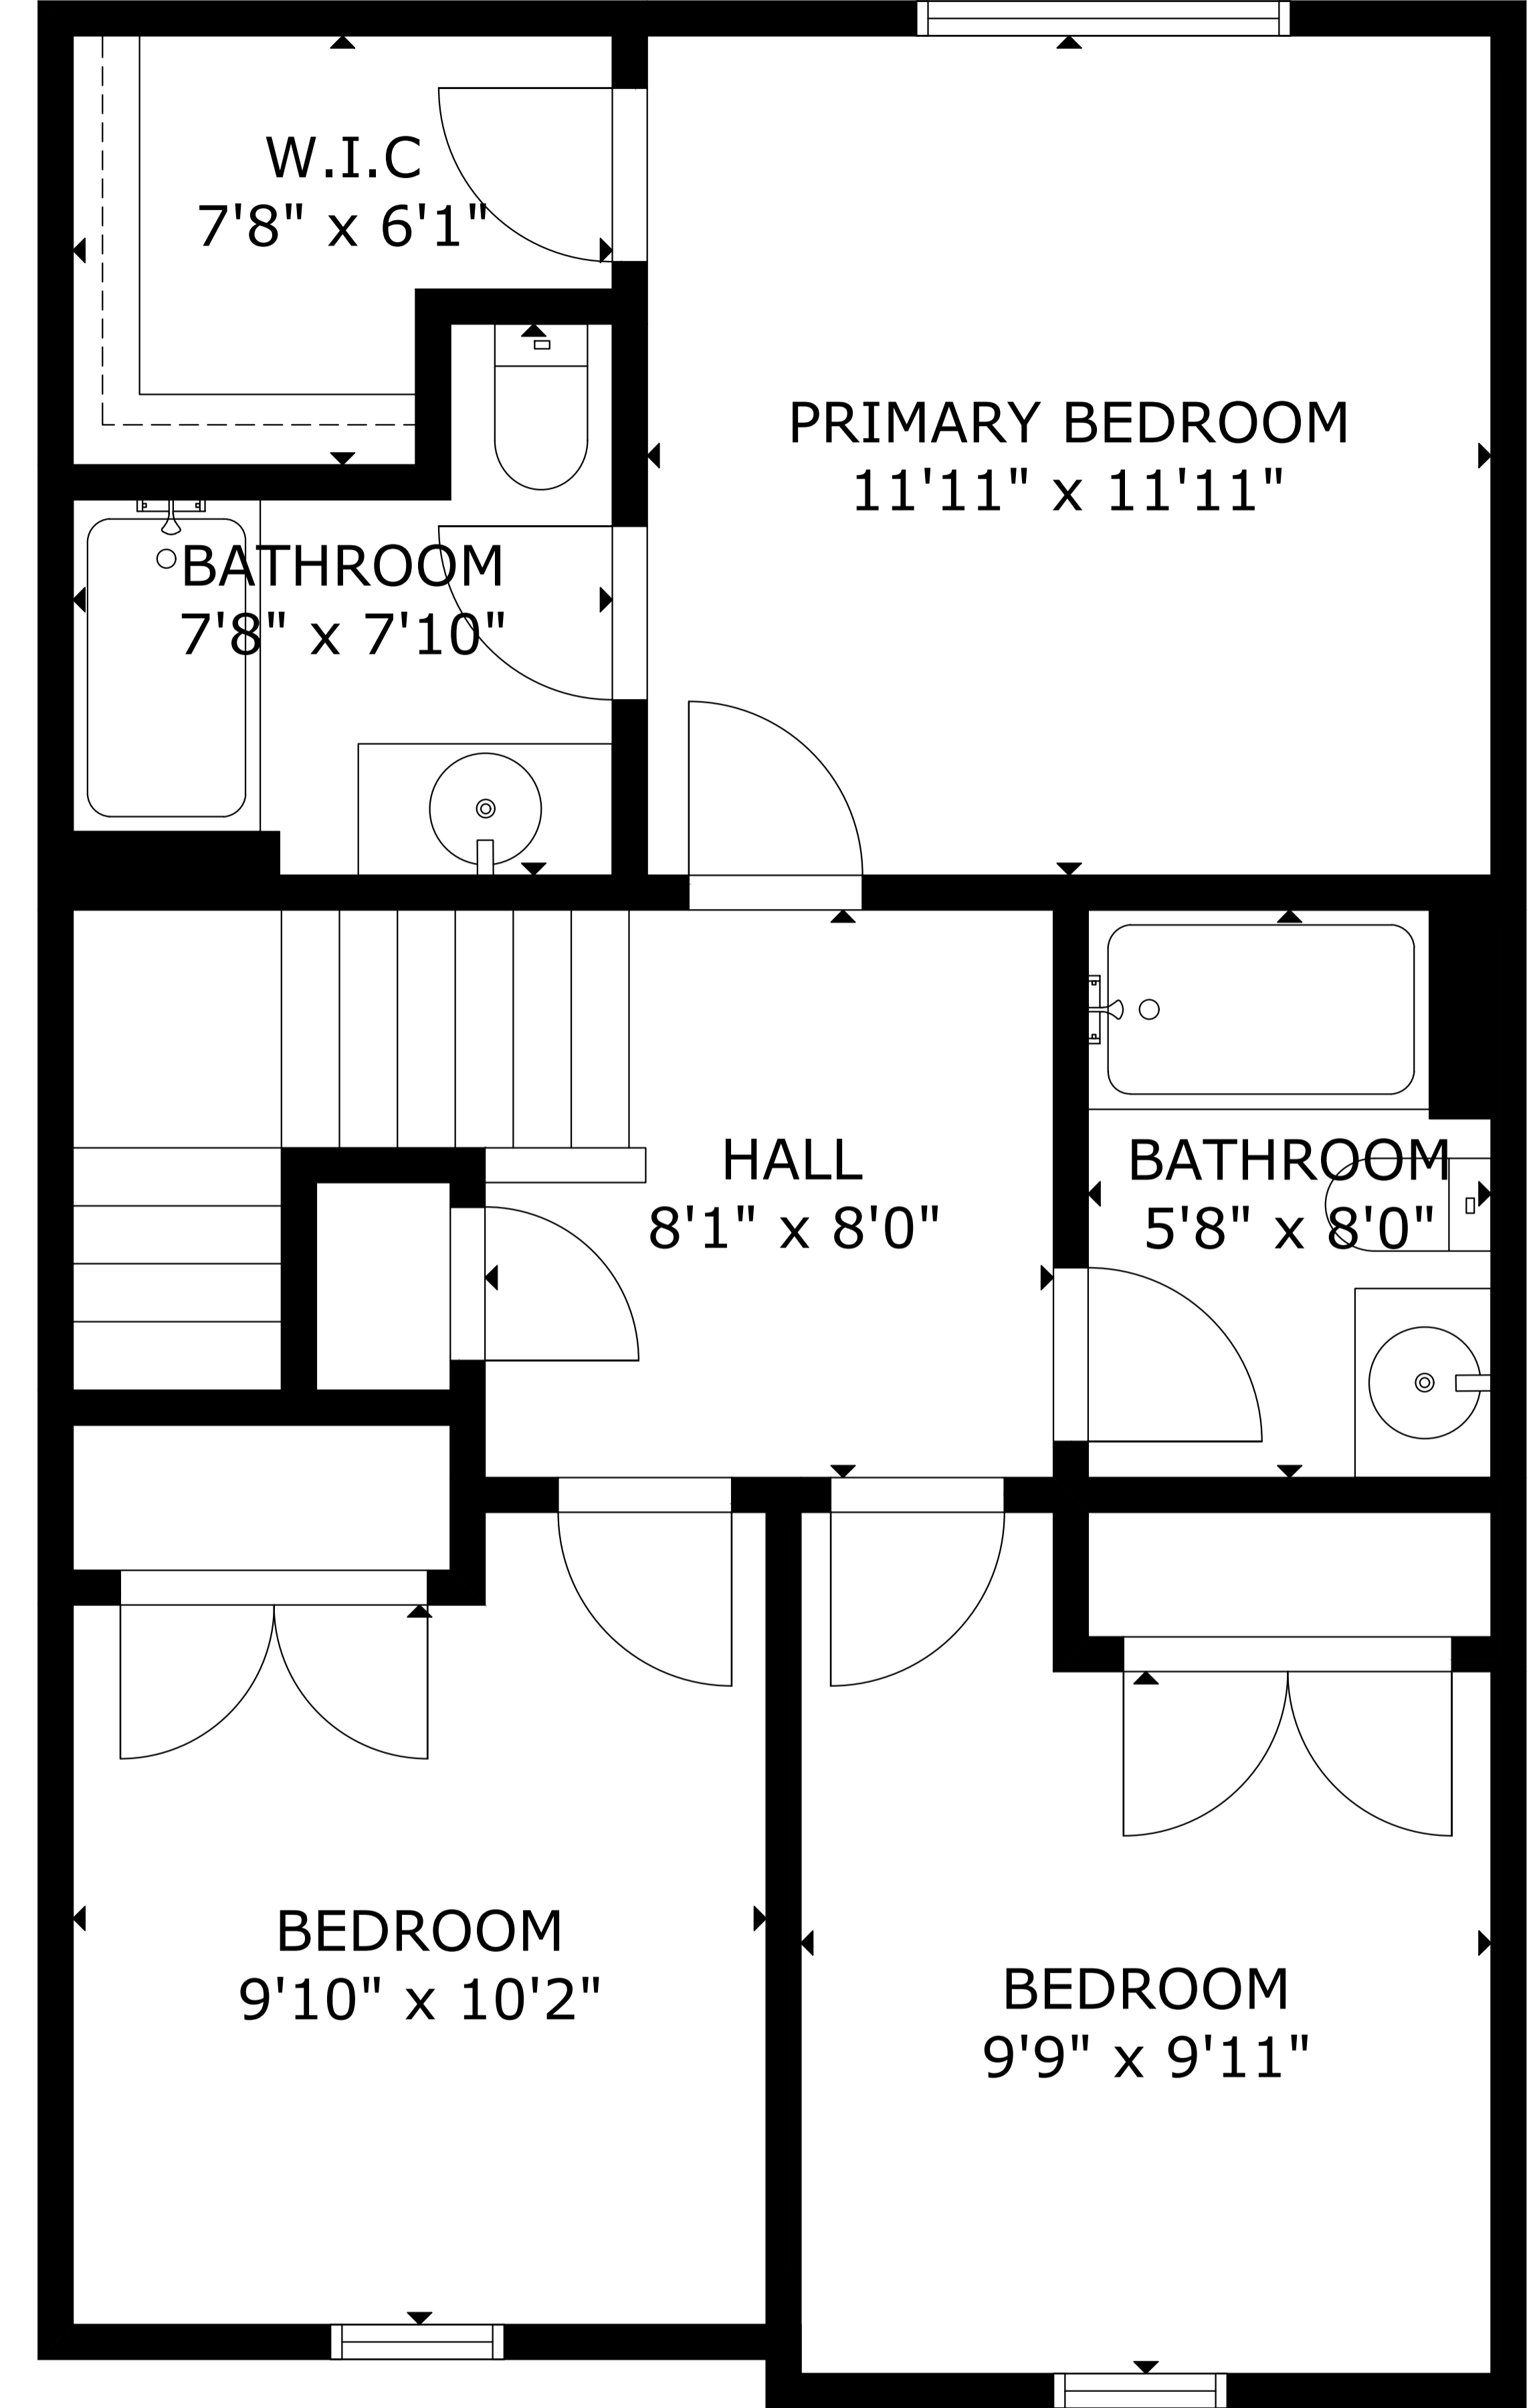 W.I.C
7'8" x 6'1"
PRIMARY BEDROOM
11'11" x 11'11"
BATHROOM
7'8" x 7'10"
HALL
8'1" x 8'0"
BATHROOM
5'8" x 8'0"
BEDROOM
9'10" x 10'2"
BEDROOM
9'9" x 9'11"